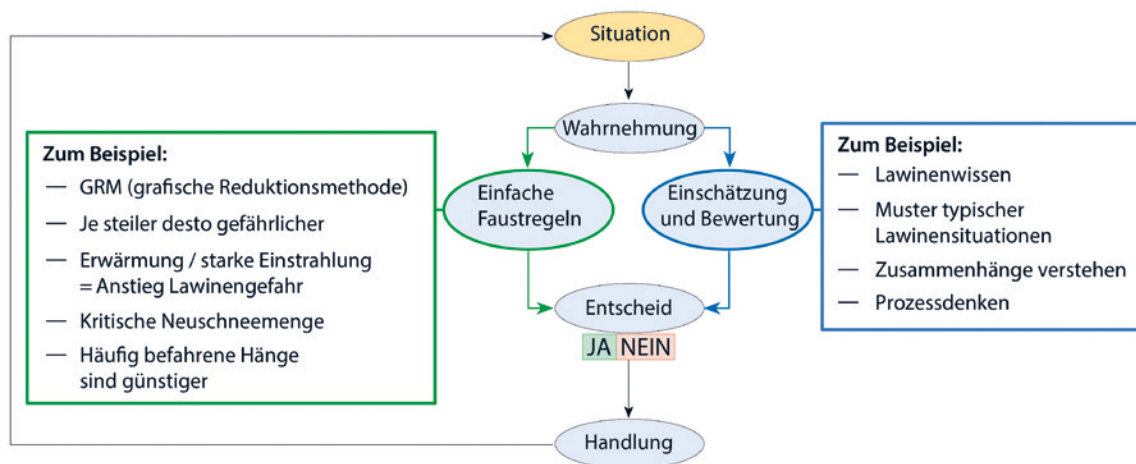 Situation
Wahrnehmung
Zum Beispiel:
— GRM (grafische Reduktionsmethode)
— Je steiler desto gefährlicher
— Erwärmung / starke Einstrahlung
= Anstieg Lawinengefahr
— Kritische Neuschneemenge
— Häufig befahrene Hänge
sind günstiger
Einfache
Faustregeln
Einschätzung
und Bewertung
Zum Beispiel:
— Lawinenwissen
— Muster typischer
Lawinensituationen
— Zusammenhänge verstehen
— Prozessdenken
Entscheid
JA NEIN
Handlung